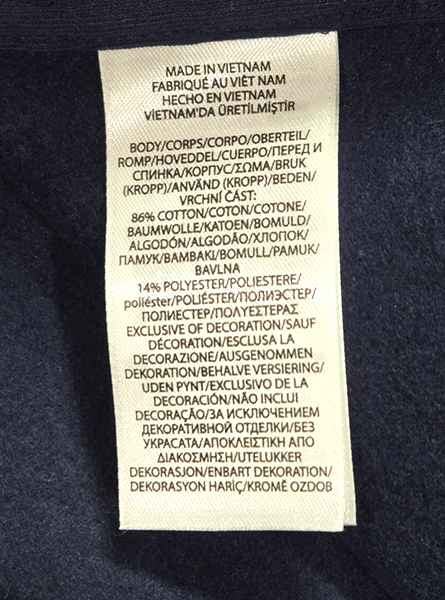 MADE IN VIETNAM
FABRIQUÉ AU VIÊT NAM
HECHO EN VIETNAM
VIETNAM'DA ÜRETİLMİŞTİR
BODY/CORPS/CORPO/OBERTEIL/
ROMP/HOVEDDEL/CUERPO/ПЕРЕД И
СПИНКА/КОРПУС/ΣΩΜΑ/BRUK
(KROPP)/ANVÄND (KROPP)/BEDEN/
VRCHNÍ ČÁST:
86% COTTON/COTON/COTONE/
BAUMWOLLE/KATOEN/BOMULD/
ALGODÓN/ALGODÃO/ХЛОПОК/
ПАМУК/ΒΑΜΒΑΚΙ/BOMULL/PAMUK/
BAVLNA
14% POLYESTER/POLIESTERE/
poliéster/POLIÉSTER/ПОЛИЭСТЕР/
ПОЛИЕСТЕР/ΠΟΛΥΕΣΤΕΡΑΣ
EXCLUSIVE OF DECORATION/SAUF
DÉCORATION/ESCLUSA LA
DECORAZIONE/AUSGENOMMEN
DEKORATION/BEHALVE VERSIERING/
UDEN PYNT/EXCLUSIVO DE LA
DECORACIÓN/NÃO INCLUI
DECORAÇÃO/ЗА ИСКЛЮЧЕНИЕМ
ДЕКОРАТИВНОЙ ОТДЕЛКИ/БЕЗ
УКРАСАТА/ΑΠΟΚΛΕΙΣΤΙΚΗ ΑΠΟ
ΔΙΑΚΟΣΜΗΣΗ/UTELUKKER
DEKORASJON/ENBART DEKORATION/
DEKORASYON HARİÇ/KROMĚ OZDOB